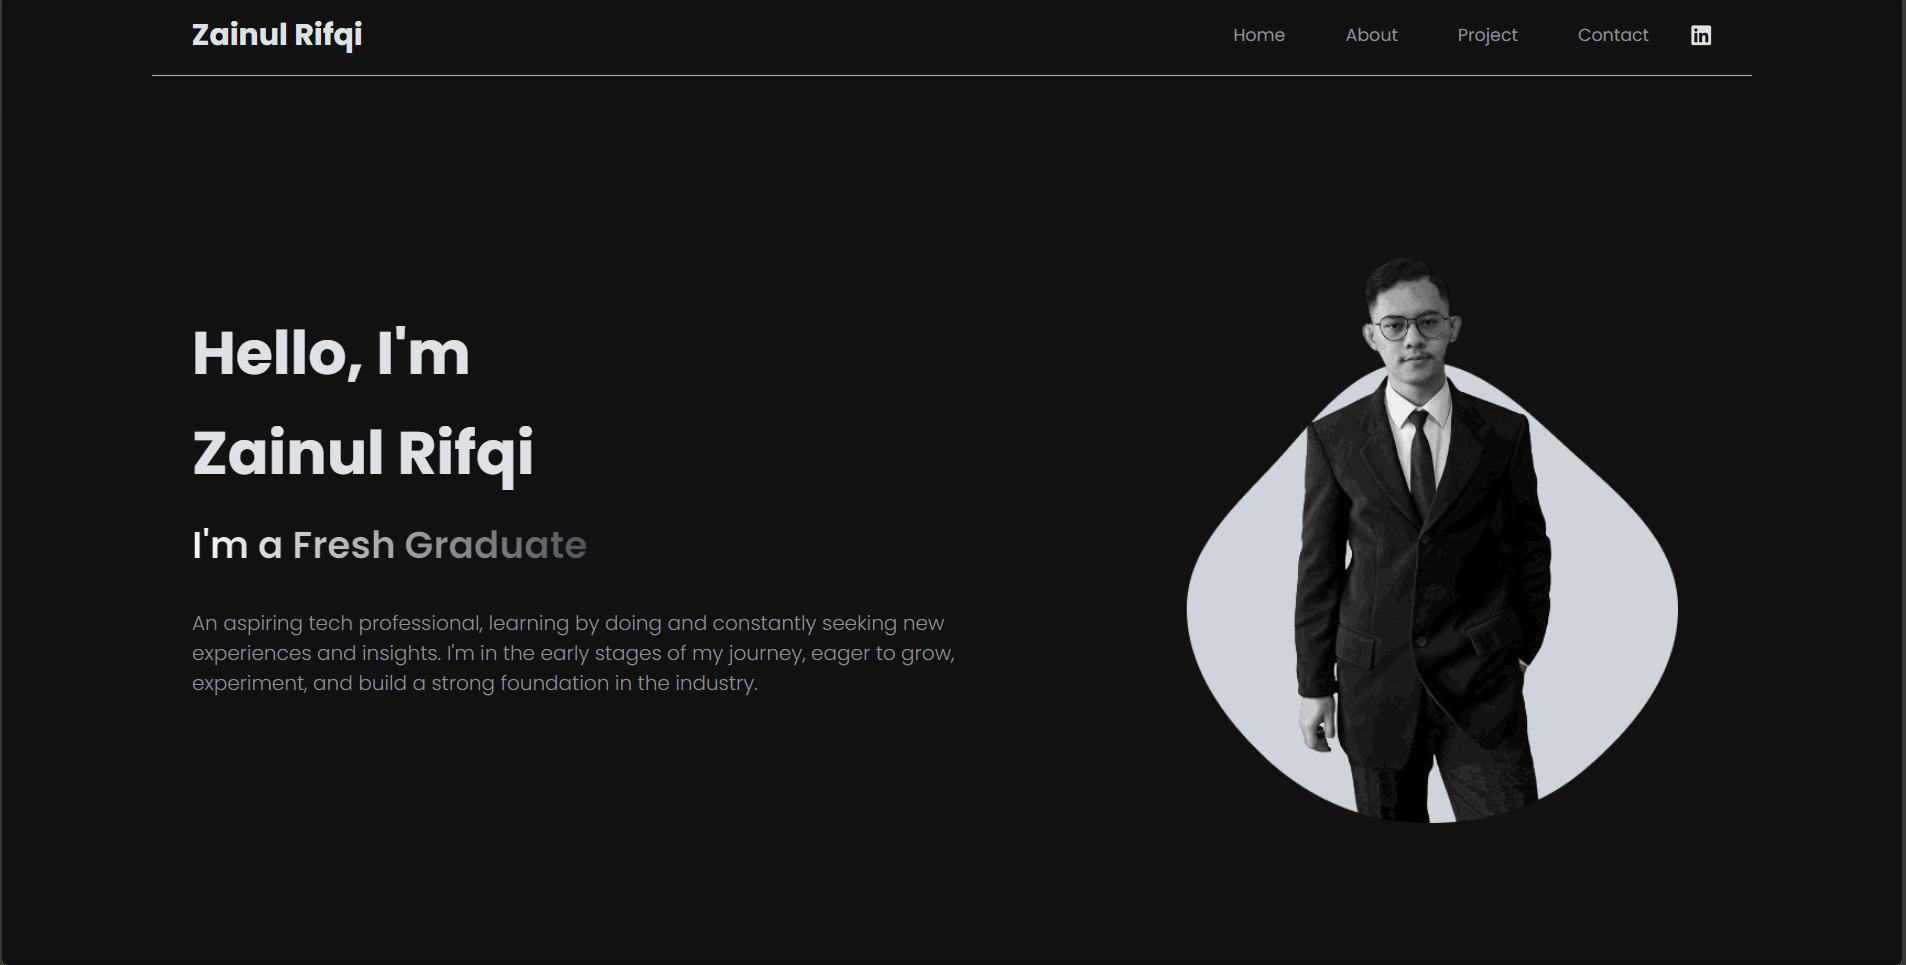 Zainul Rifqi
Home About Project Contact in
Hello, I'm
Zainul Rifqi
I'm a Fresh Graduate
An aspiring tech professional, learning by doing and constantly seeking new
experiences and insights. I'm in the early stages of my journey, eager to grow,
experiment, and build a strong foundation in the industry.